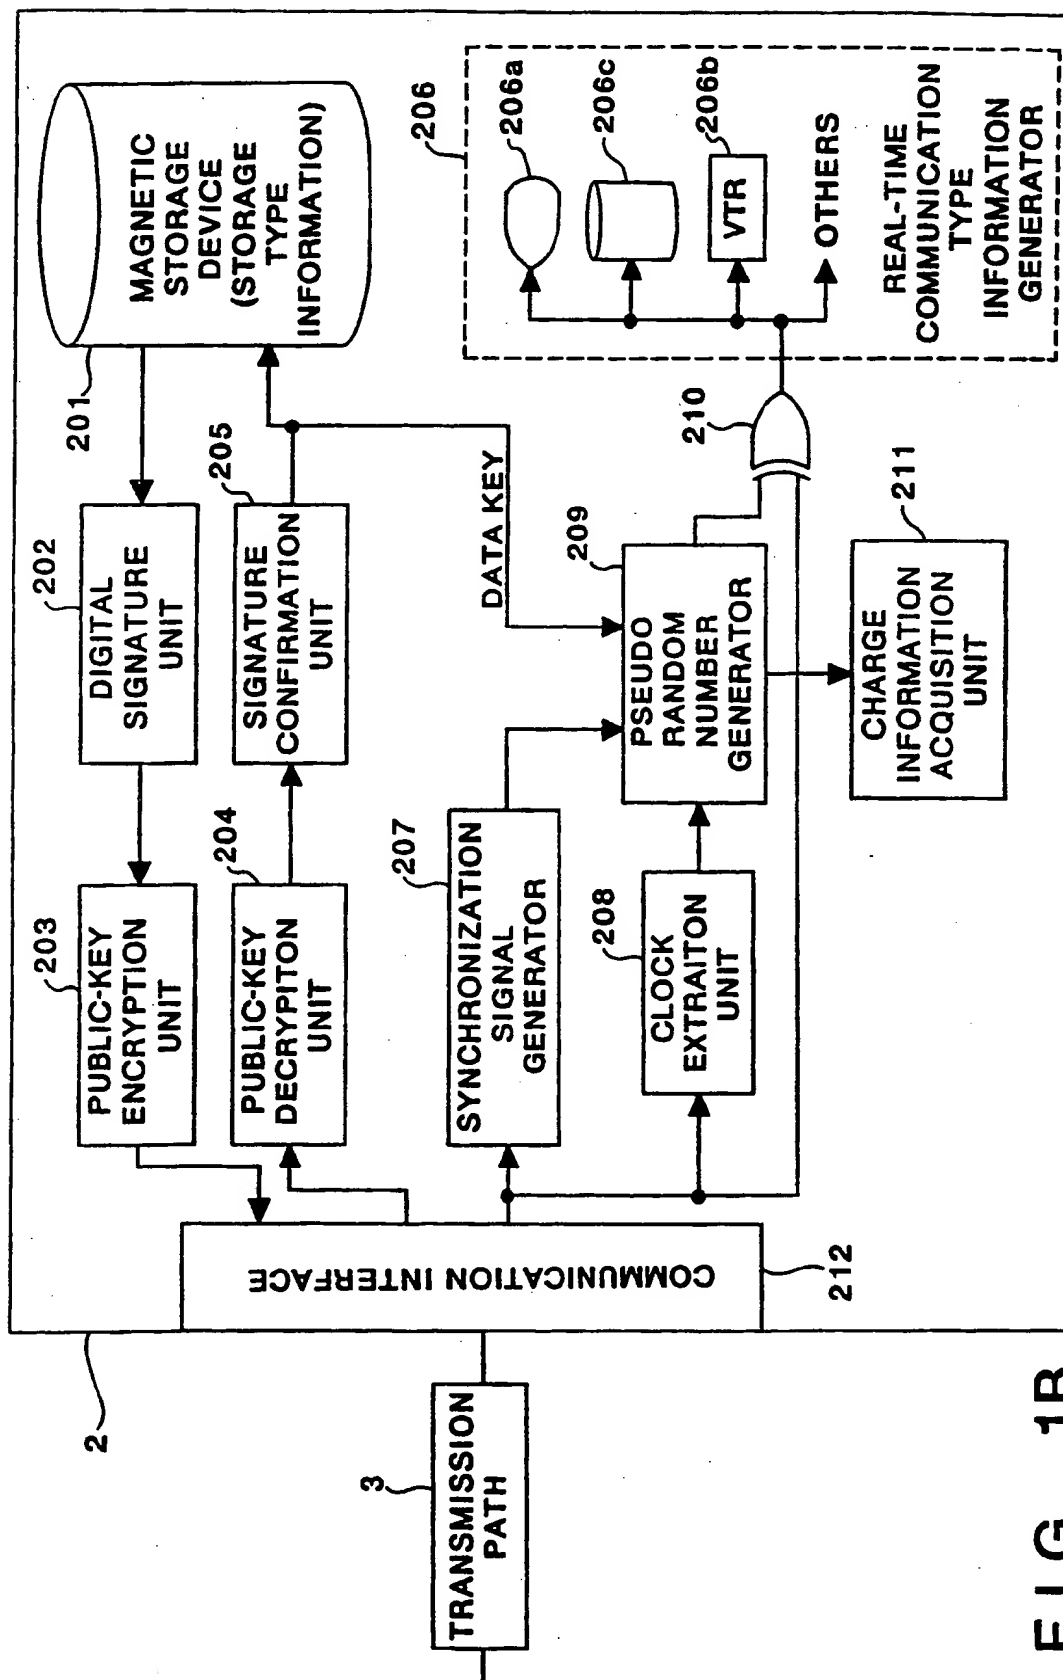 2
3
TRANSMISSION
PATH
COMMUNICATION INTERFACE
212
203
PUBLIC-KEY
ENCRYPTION
UNIT
202
DIGITAL
SIGNATURE
UNIT
201
MAGNETIC
STORAGE
DEVICE
(STORAGE
TYPE
INFORMATION)
204
PUBLIC-KEY
DECRYPITON
UNIT
205
SIGNATURE
CONFIRMATION
UNIT
DATA KEY
207
SYNCHRONIZATION
SIGNAL
GENERATOR
208
CLOCK
EXTRAITON
UNIT
209
PSEUDO
RANDOM
NUMBER
GENERATOR
210
211
CHARGE
INFORMATION
ACQUISITION
UNIT
206
206a
206c
206b
VTR
OTHERS
REAL-TIME
COMMUNICATION
TYPE
INFORMATION
GENERATOR
FIG. 1B